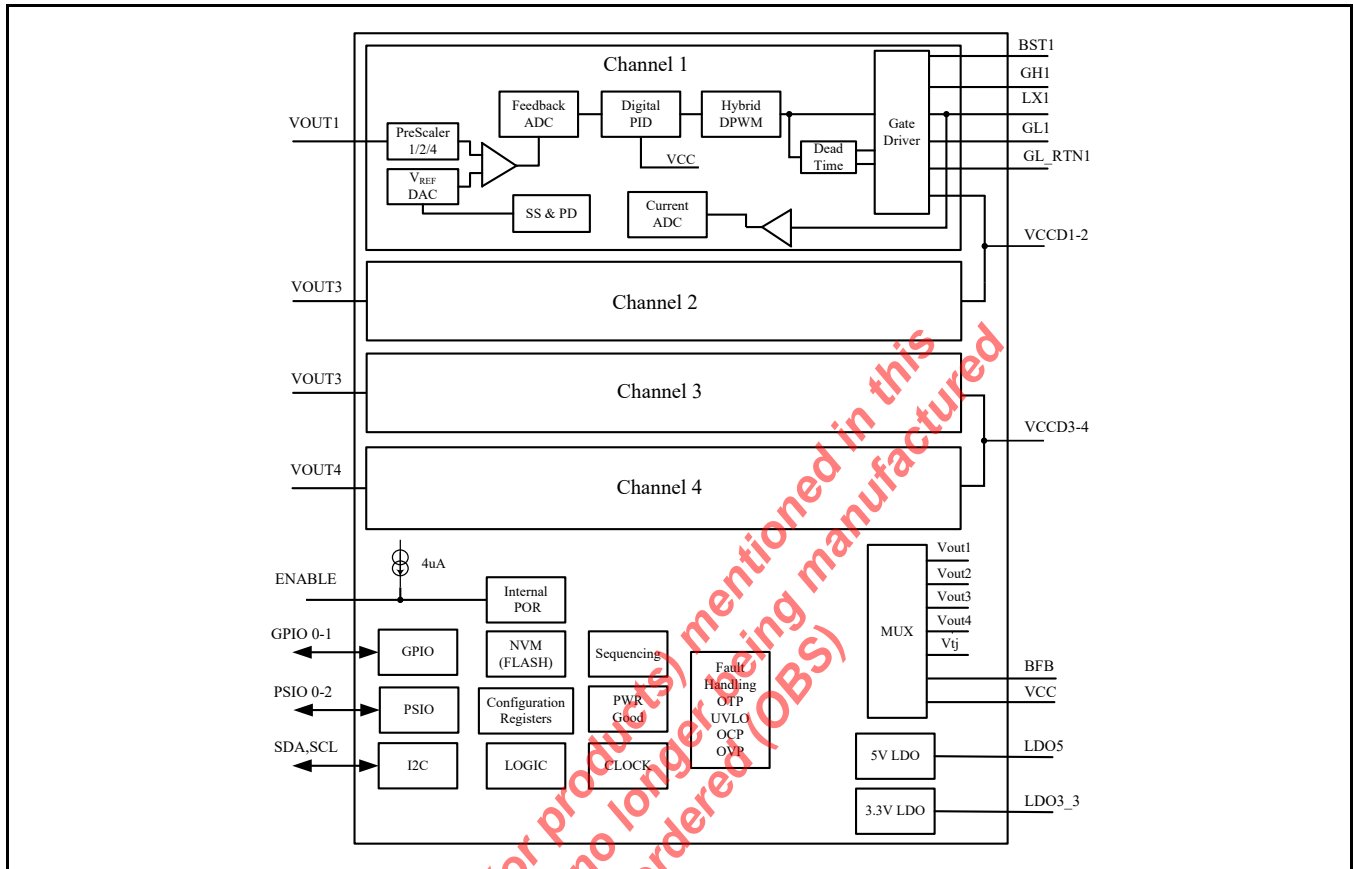 Channel 1
BST1
GH1
LX1
GL1
GL_RTN1
VOUT1
PreScaler
1/2/4
VREF
DAC
Feedback
ADC
Digital
PID
VCC
Hybrid
DPWM
Dead
Time
Gate
Driver
SS & PD
Current
ADC
VCCD1-2
VOUT3
Channel 2
VOUT3
Channel 3
VCCD3-4
VOUT4
Channel 4
4uA
ENABLE
Internal
POR
GPIO 0-1
GPIO
NVM
(FLASH)
Sequencing
PSIO 0-2
PSIO
Configuration
Registers
PWR
Good
SDA,SCL
I2C
LOGIC
CLOCK
Fault
Handling
OTP
UVLO
OCP
OVP
MUX
Vout1
Vout2
Vout3
Vout4
Vtj
BFB
VCC
5V LDO
LDO5
3.3V LDO
LDO3_3
or products) mentioned in this
no longer being manufactured
ordered (OBS)